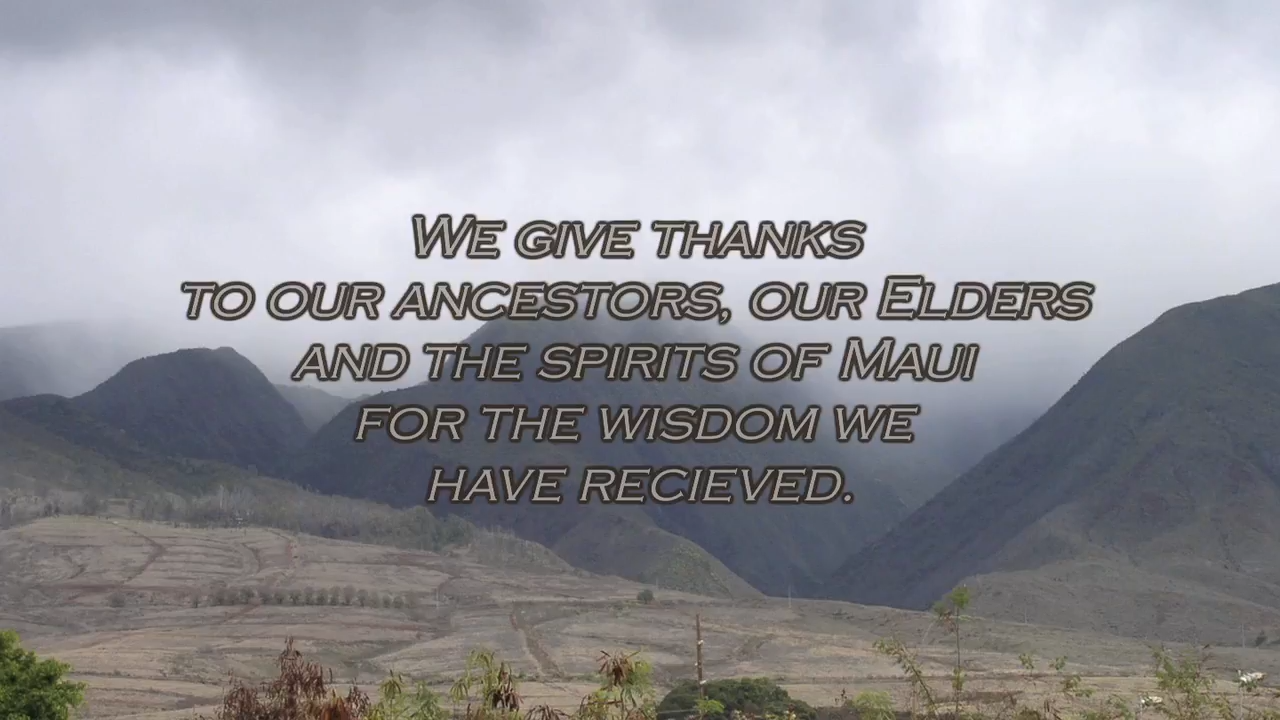 We give thanks
to our ancestors, our Elders
and the spirits of Maui
for the wisdom we
have recieved.